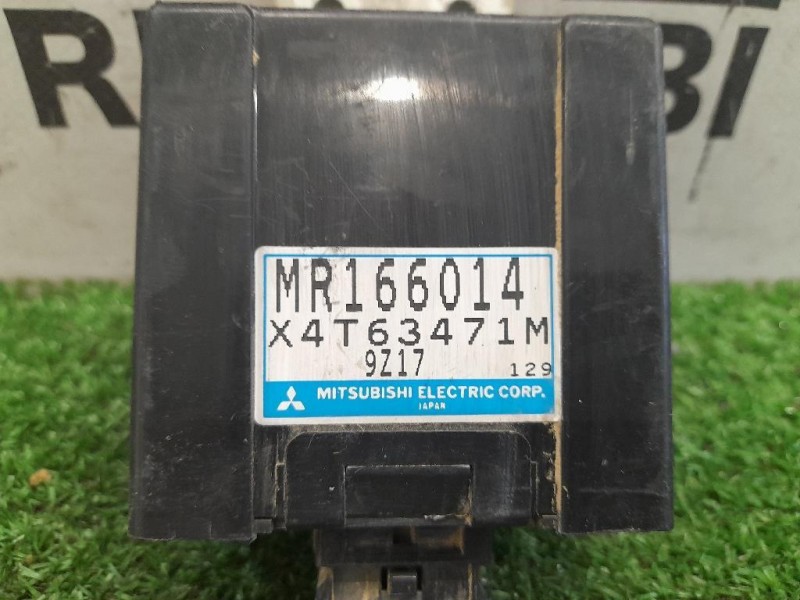 MR166014
X4T63471M
9Z17 129
MITSUBISHI ELECTRIC CORP.
JAPAN